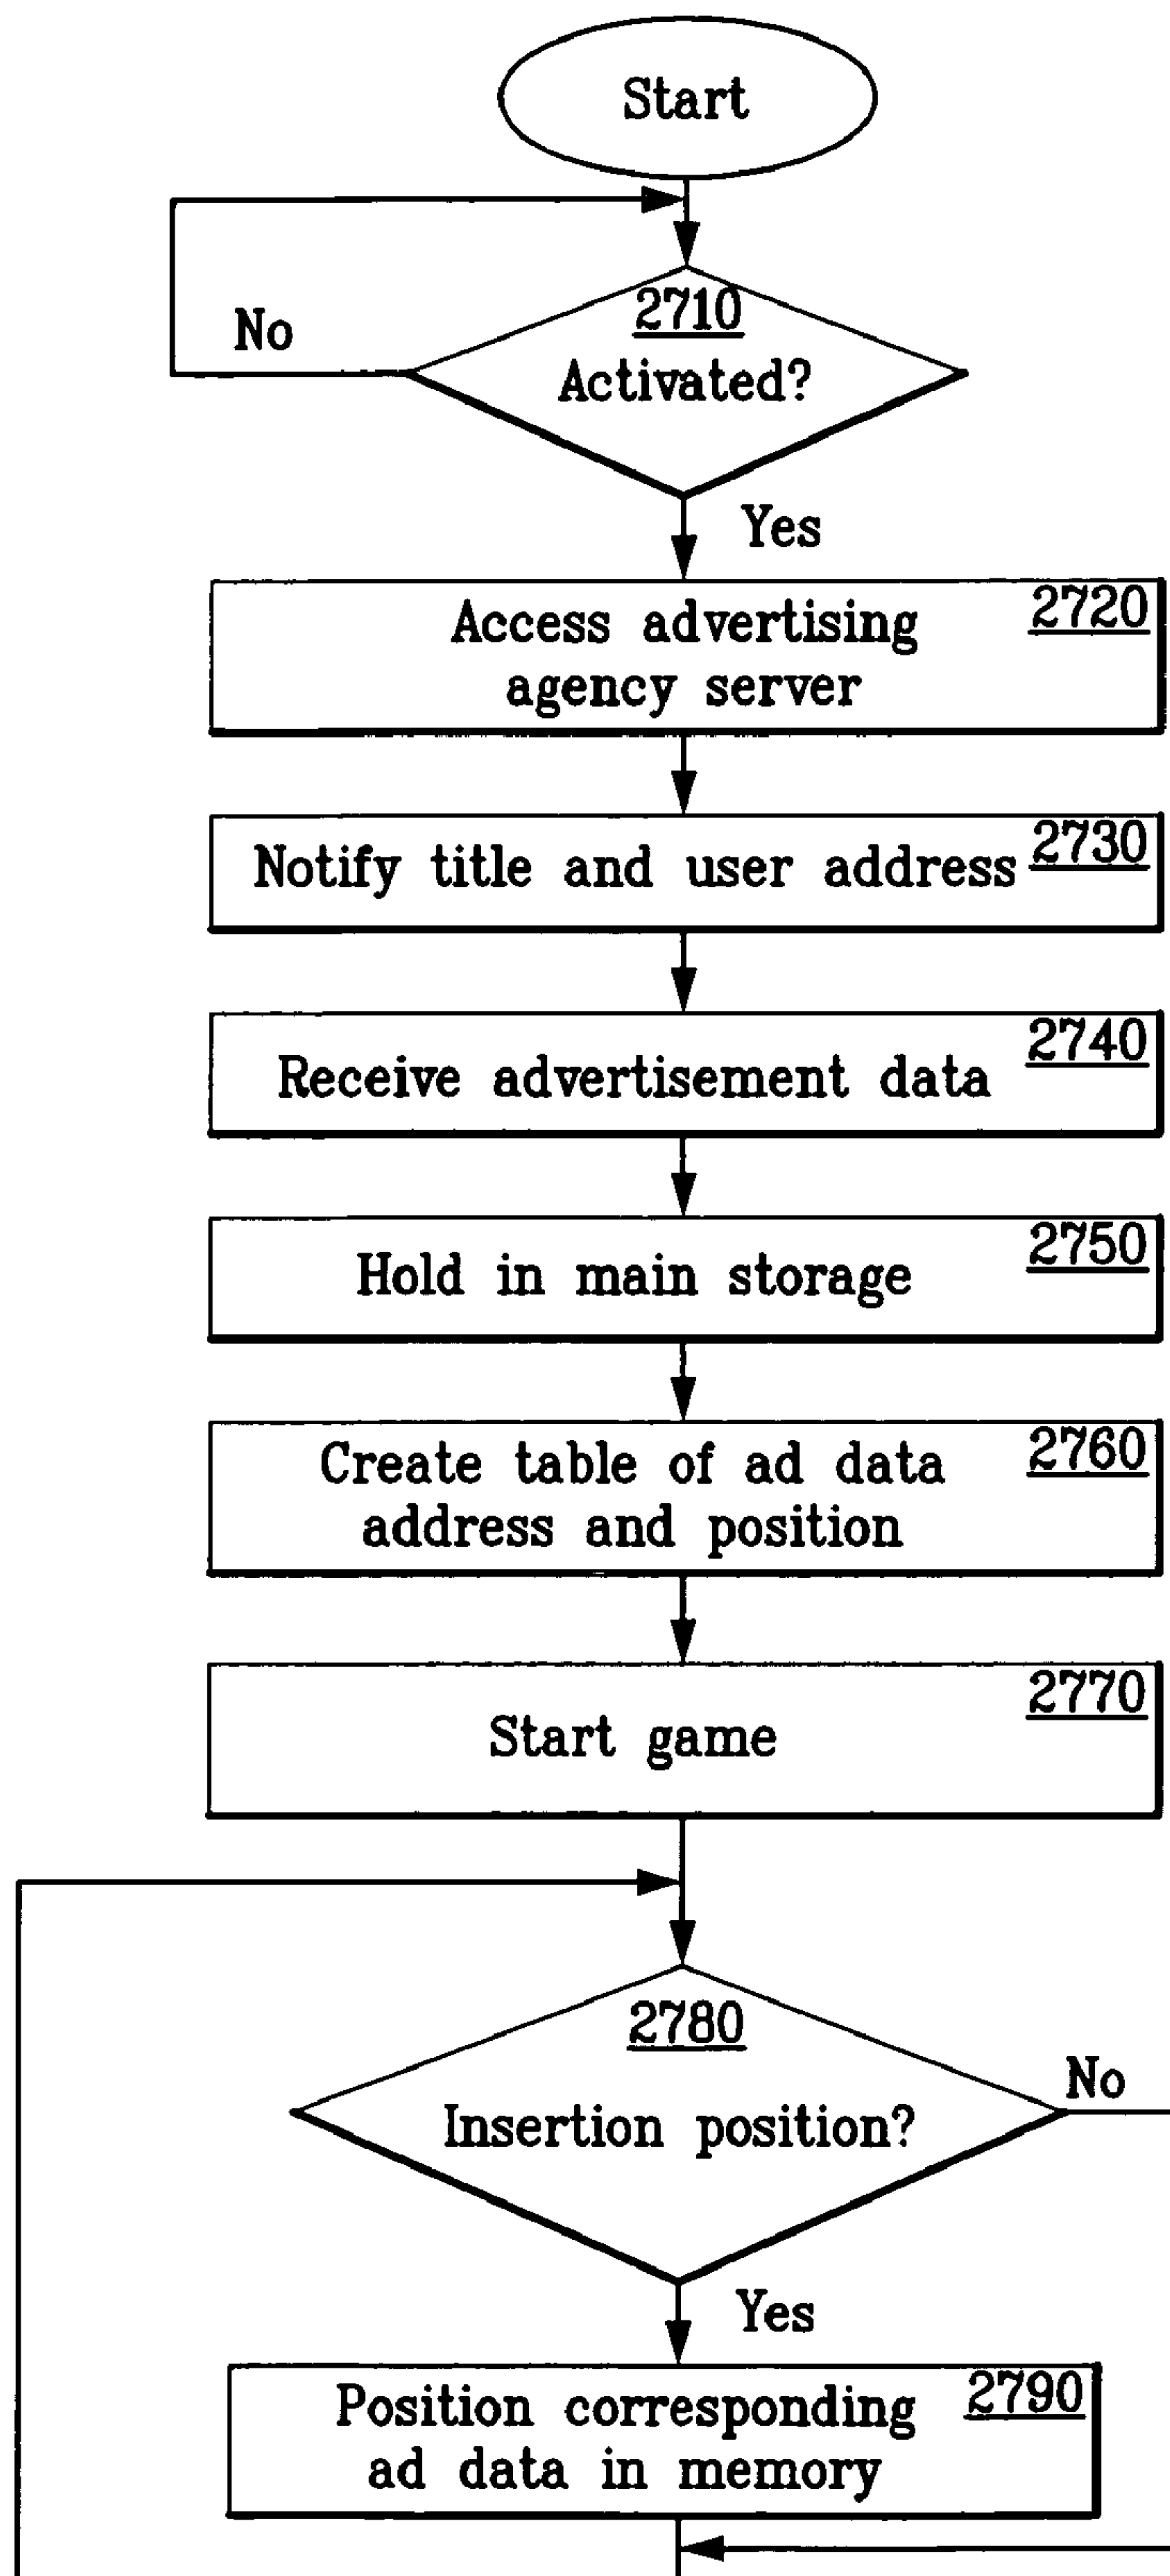 Start
2710
No
Activated?
Yes
2720
Access advertising
agency server
2730
Notify title and user address
2740
Receive advertisement data
2750
Hold in main storage
2760
Create table of ad data
address and position
2770
Start game
2780
No
Insertion position?
Yes
2790
Position corresponding
ad data in memory